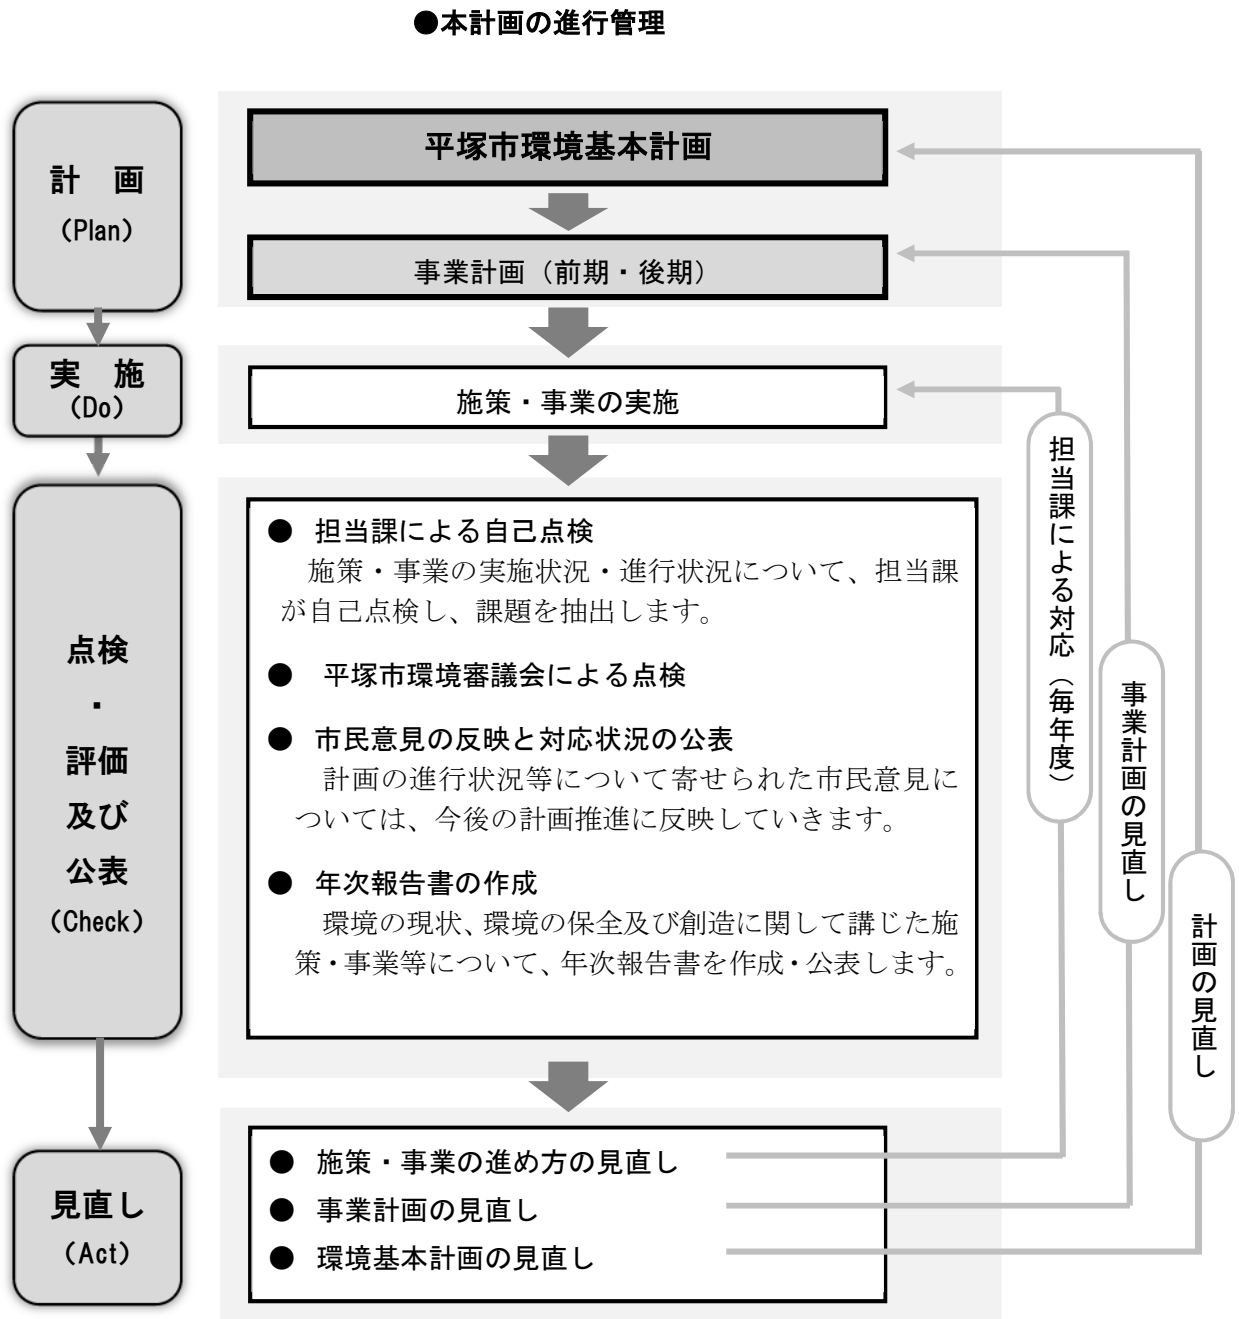 ●本計画の進行管理
計　画
（Plan）
平塚市環境基本計画
事業計画（前期・後期）
実　施
（Do）
施策・事業の実施
点検
・
評価
及び
公表
（Check）
● 担当課による自己点検
施策・事業の実施状況・進行状況について、担当課
が自己点検し、課題を抽出します。
● 平塚市環境審議会による点検
● 市民意見の反映と対応状況の公表
計画の進行状況等について寄せられた市民意見に
ついては、今後の計画推進に反映していきます。
● 年次報告書の作成
環境の現状、環境の保全及び創造に関して講じた施
策・事業等について、年次報告書を作成・公表します。
見直し
（Act）
● 施策・事業の進め方の見直し
● 事業計画の見直し
● 環境基本計画の見直し
担当課による対応（毎年度）
事業計画の見直し
計画の見直し